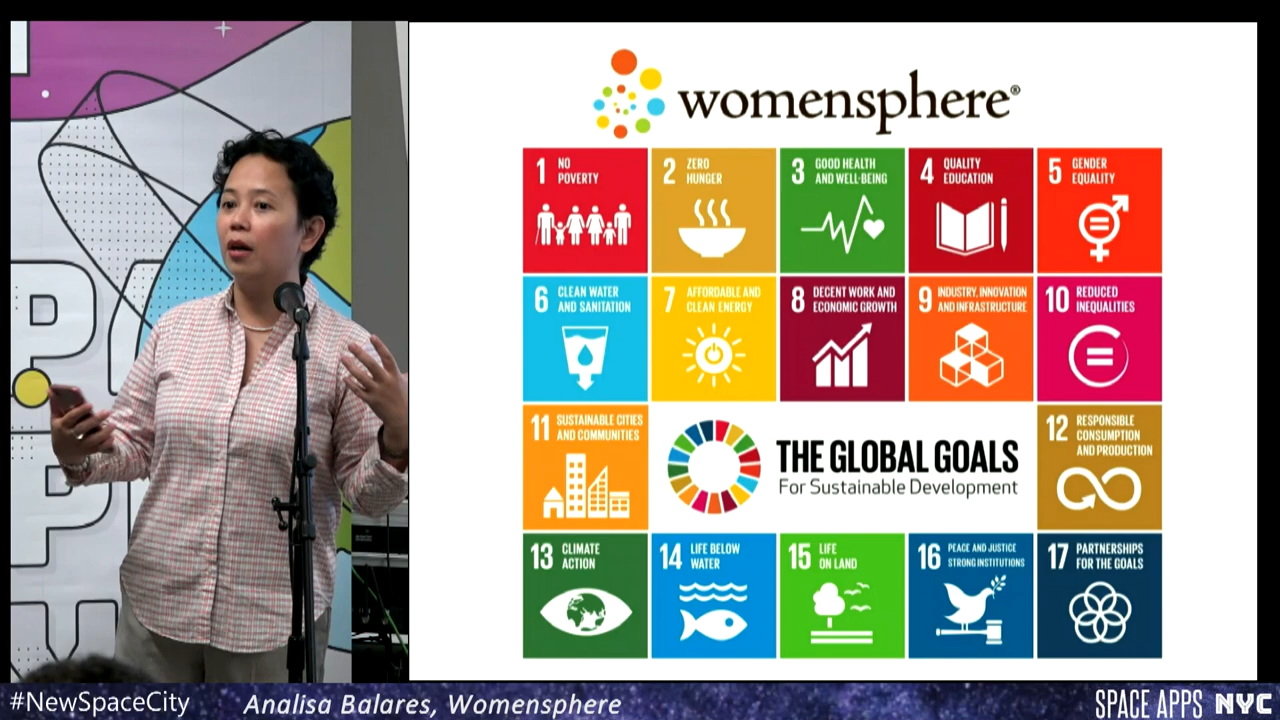 womensphere®
1 NO
POVERTY
2 ZERO
HUNGER
3 GOOD HEALTH
AND WELL-BEING
4 QUALITY
EDUCATION
5 GENDER
EQUALITY
6 CLEAN WATER
AND SANITATION
7 AFFORDABLE AND
CLEAN ENERGY
8 DECENT WORK AND
ECONOMIC GROWTH
9 INDUSTRY, INNOVATION
AND INFRASTRUCTURE
10 REDUCED
INEQUALITIES
11 SUSTAINABLE CITIES
AND COMMUNITIES
THE GLOBAL GOALS
For Sustainable Development
12 RESPONSIBLE
CONSUMPTION
AND PRODUCTION
13 CLIMATE
ACTION
14 LIFE BELOW
WATER
15 LIFE
ON LAND
16 PEACE AND JUSTICE
STRONG INSTITUTIONS
17 PARTNERSHIPS
FOR THE GOALS
#NewSpaceCity
Analisa Balares, Womensphere
SPACE APPS NYC